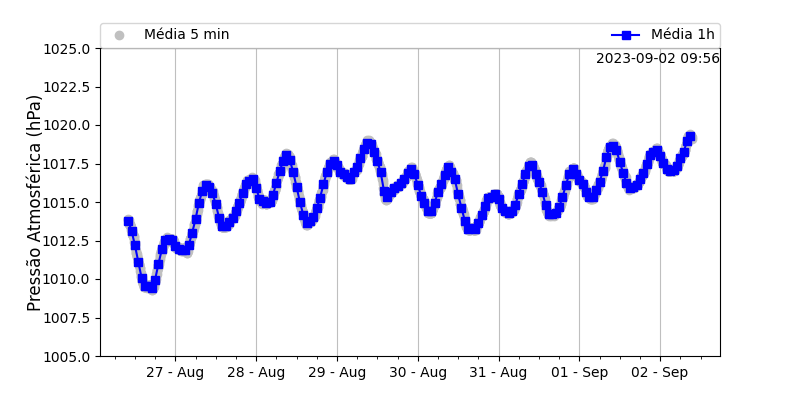 Média 5 min
Média 1h
2023-09-02 09:56
Pressão Atmosférica (hPa)
1025.0
1022.5
1020.0
1017.5
1015.0
1012.5
1010.0
1007.5
1005.0
27 - Aug
28 - Aug
29 - Aug
30 - Aug
31 - Aug
01 - Sep
02 - Sep